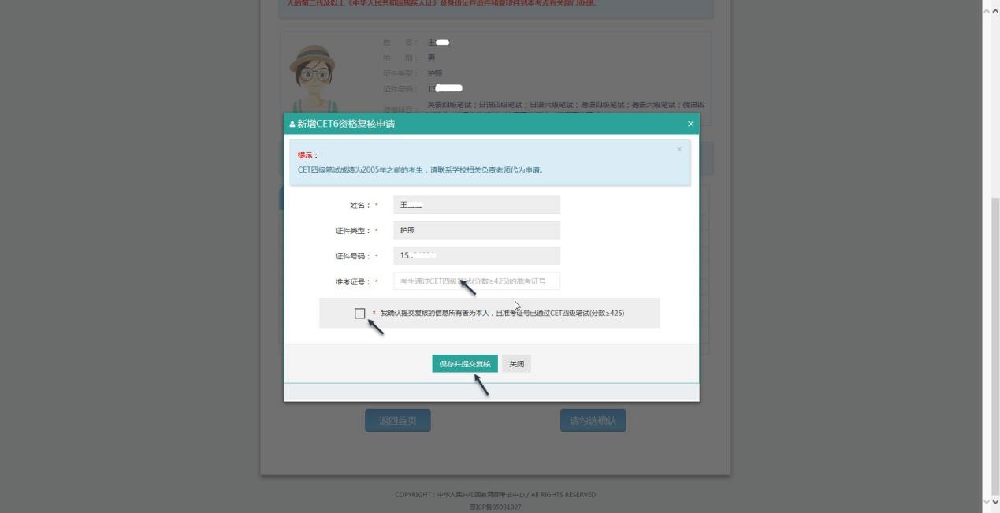 人的第二代及以上《中华人民共和国残疾人证》及身份证件原件和复印件到本考点有关部门办理。
姓 名： 王
性 别： 男
证件类型： 护照
证件号码： 15
资格科目： 英语四级笔试；日语四级笔试；日语六级笔试；德语四级笔试；德语六级笔试；俄语四
新增CET6资格复核申请 ×
提示： ×
CET四级笔试成绩为2005年之前的考生，请联系学校相关负责老师代为申请。
姓名： * 王
证件类型： * 护照
证件号码： * 15
准考证号： * 考生通过CET四级笔试(分数≥425)的准考证号
* 我确认提交复核的信息所有者为本人，且准考证号已通过CET四级笔试(分数≥425)
保存并提交复核 关闭
返回首页 请勾选确认
COPYRIGHT：中华人民共和国教育部考试中心 / All RIGHTS RESERVED
京ICP备05031027